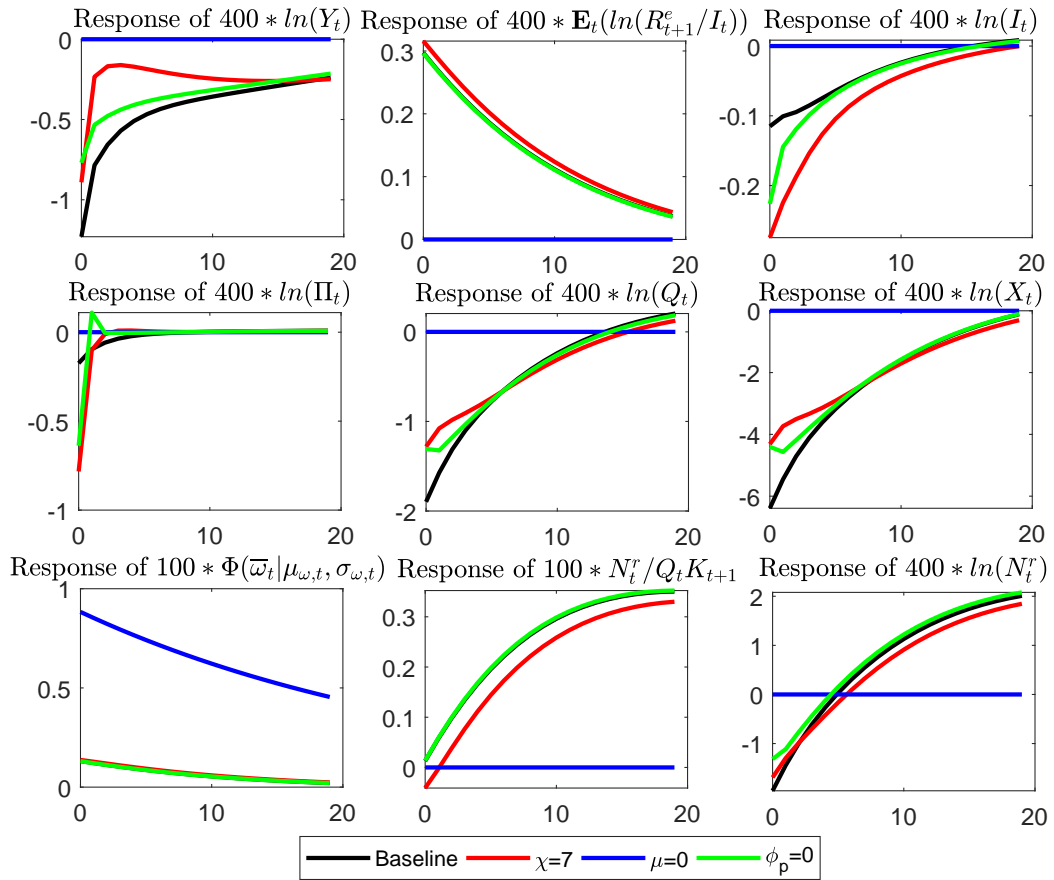 Response of 400 ∗ ln(Y_t)
0
-0.5
-1
0 10 20
Response of 400 ∗ E_t(ln(R^e_{t+1}/I_t))
0.3
0.2
0.1
0
0 10 20
Response of 400 ∗ ln(I_t)
0
-0.1
-0.2
0 10 20
Response of 400 ∗ ln(Π_t)
0
-0.5
-1
0 10 20
Response of 400 ∗ ln(Q_t)
0
-1
-2
0 10 20
Response of 400 ∗ ln(X_t)
0
-2
-4
-6
0 10 20
Response of 100 ∗ Φ(ω̅_t|μ_{ω,t}, σ_{ω,t})
1
0.5
0
0 10 20
Response of 100 ∗ N^r_t/Q_tK_{t+1}
0.3
0.2
0.1
0
0 10 20
Response of 400 ∗ ln(N^r_t)
2
1
0
-1
0 10 20
Baseline χ=7 μ=0 ϕ_p=0